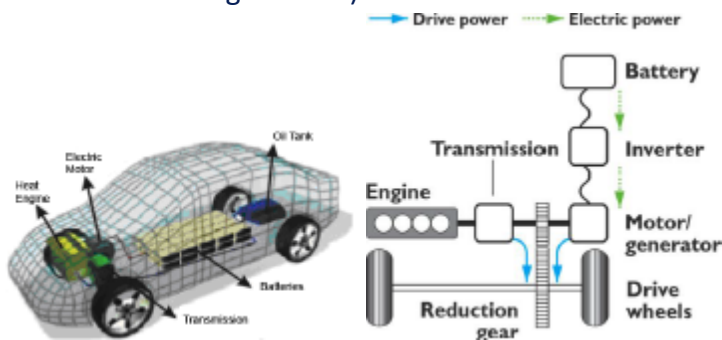 Drive power
Electric power
Oil Tank
Electric
Motor
Heat
Engine
Batteries
Transmission
Battery
Inverter
Transmission
Engine
Motor/
generator
Reduction
gear
Drive
wheels